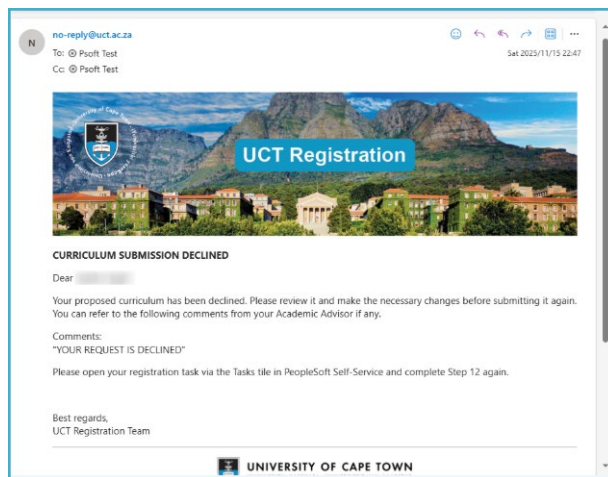 no-reply@uct.ac.za
N
To: Psoft Test
Cc: Psoft Test
Sat 2025/11/15 22:47
UCT Registration
CURRICULUM SUBMISSION DECLINED
Dear
Your proposed curriculum has been declined. Please review it and make the necessary changes before submitting it again.
You can refer to the following comments from your Academic Advisor if any.
Comments:
"YOUR REQUEST IS DECLINED"
Please open your registration task via the Tasks tile in PeopleSoft Self-Service and complete Step 12 again.
Best regards,
UCT Registration Team
UNIVERSITY OF CAPE TOWN